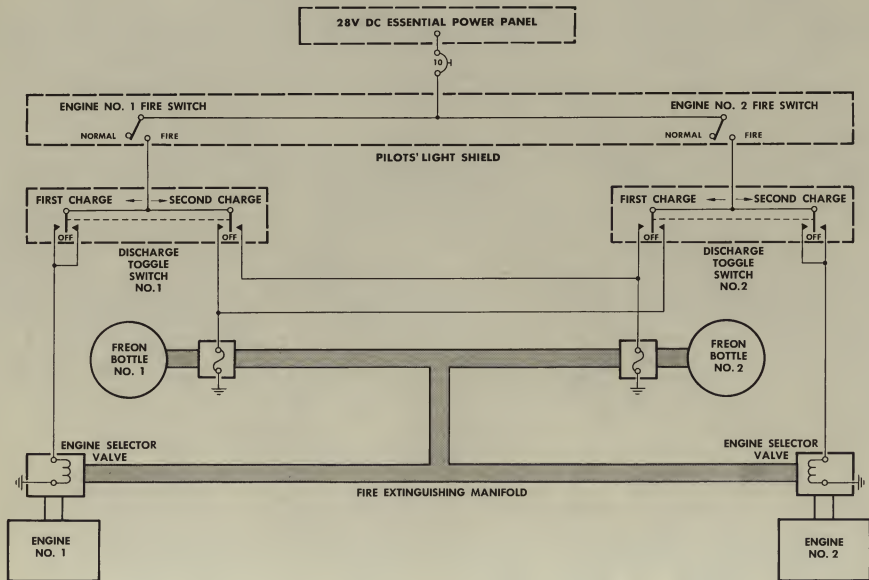 28V DC ESSENTIAL POWER PANEL
10
ENGINE NO. 1 FIRE SWITCH
ENGINE NO. 2 FIRE SWITCH
NORMAL
FIRE
NORMAL
FIRE
PILOTS' LIGHT SHIELD
FIRST CHARGE
SECOND CHARGE
OFF
OFF
FIRST CHARGE
SECOND CHARGE
OFF
OFF
DISCHARGE
TOGGLE
SWITCH
NO.1
DISCHARGE
TOGGLE
SWITCH
NO.2
FREON
BOTTLE
NO. 1
FREON
BOTTLE
NO. 2
ENGINE SELECTOR
VALVE
ENGINE SELECTOR
VALVE
FIRE EXTINGUISHING MANIFOLD
ENGINE
NO. 1
ENGINE
NO. 2